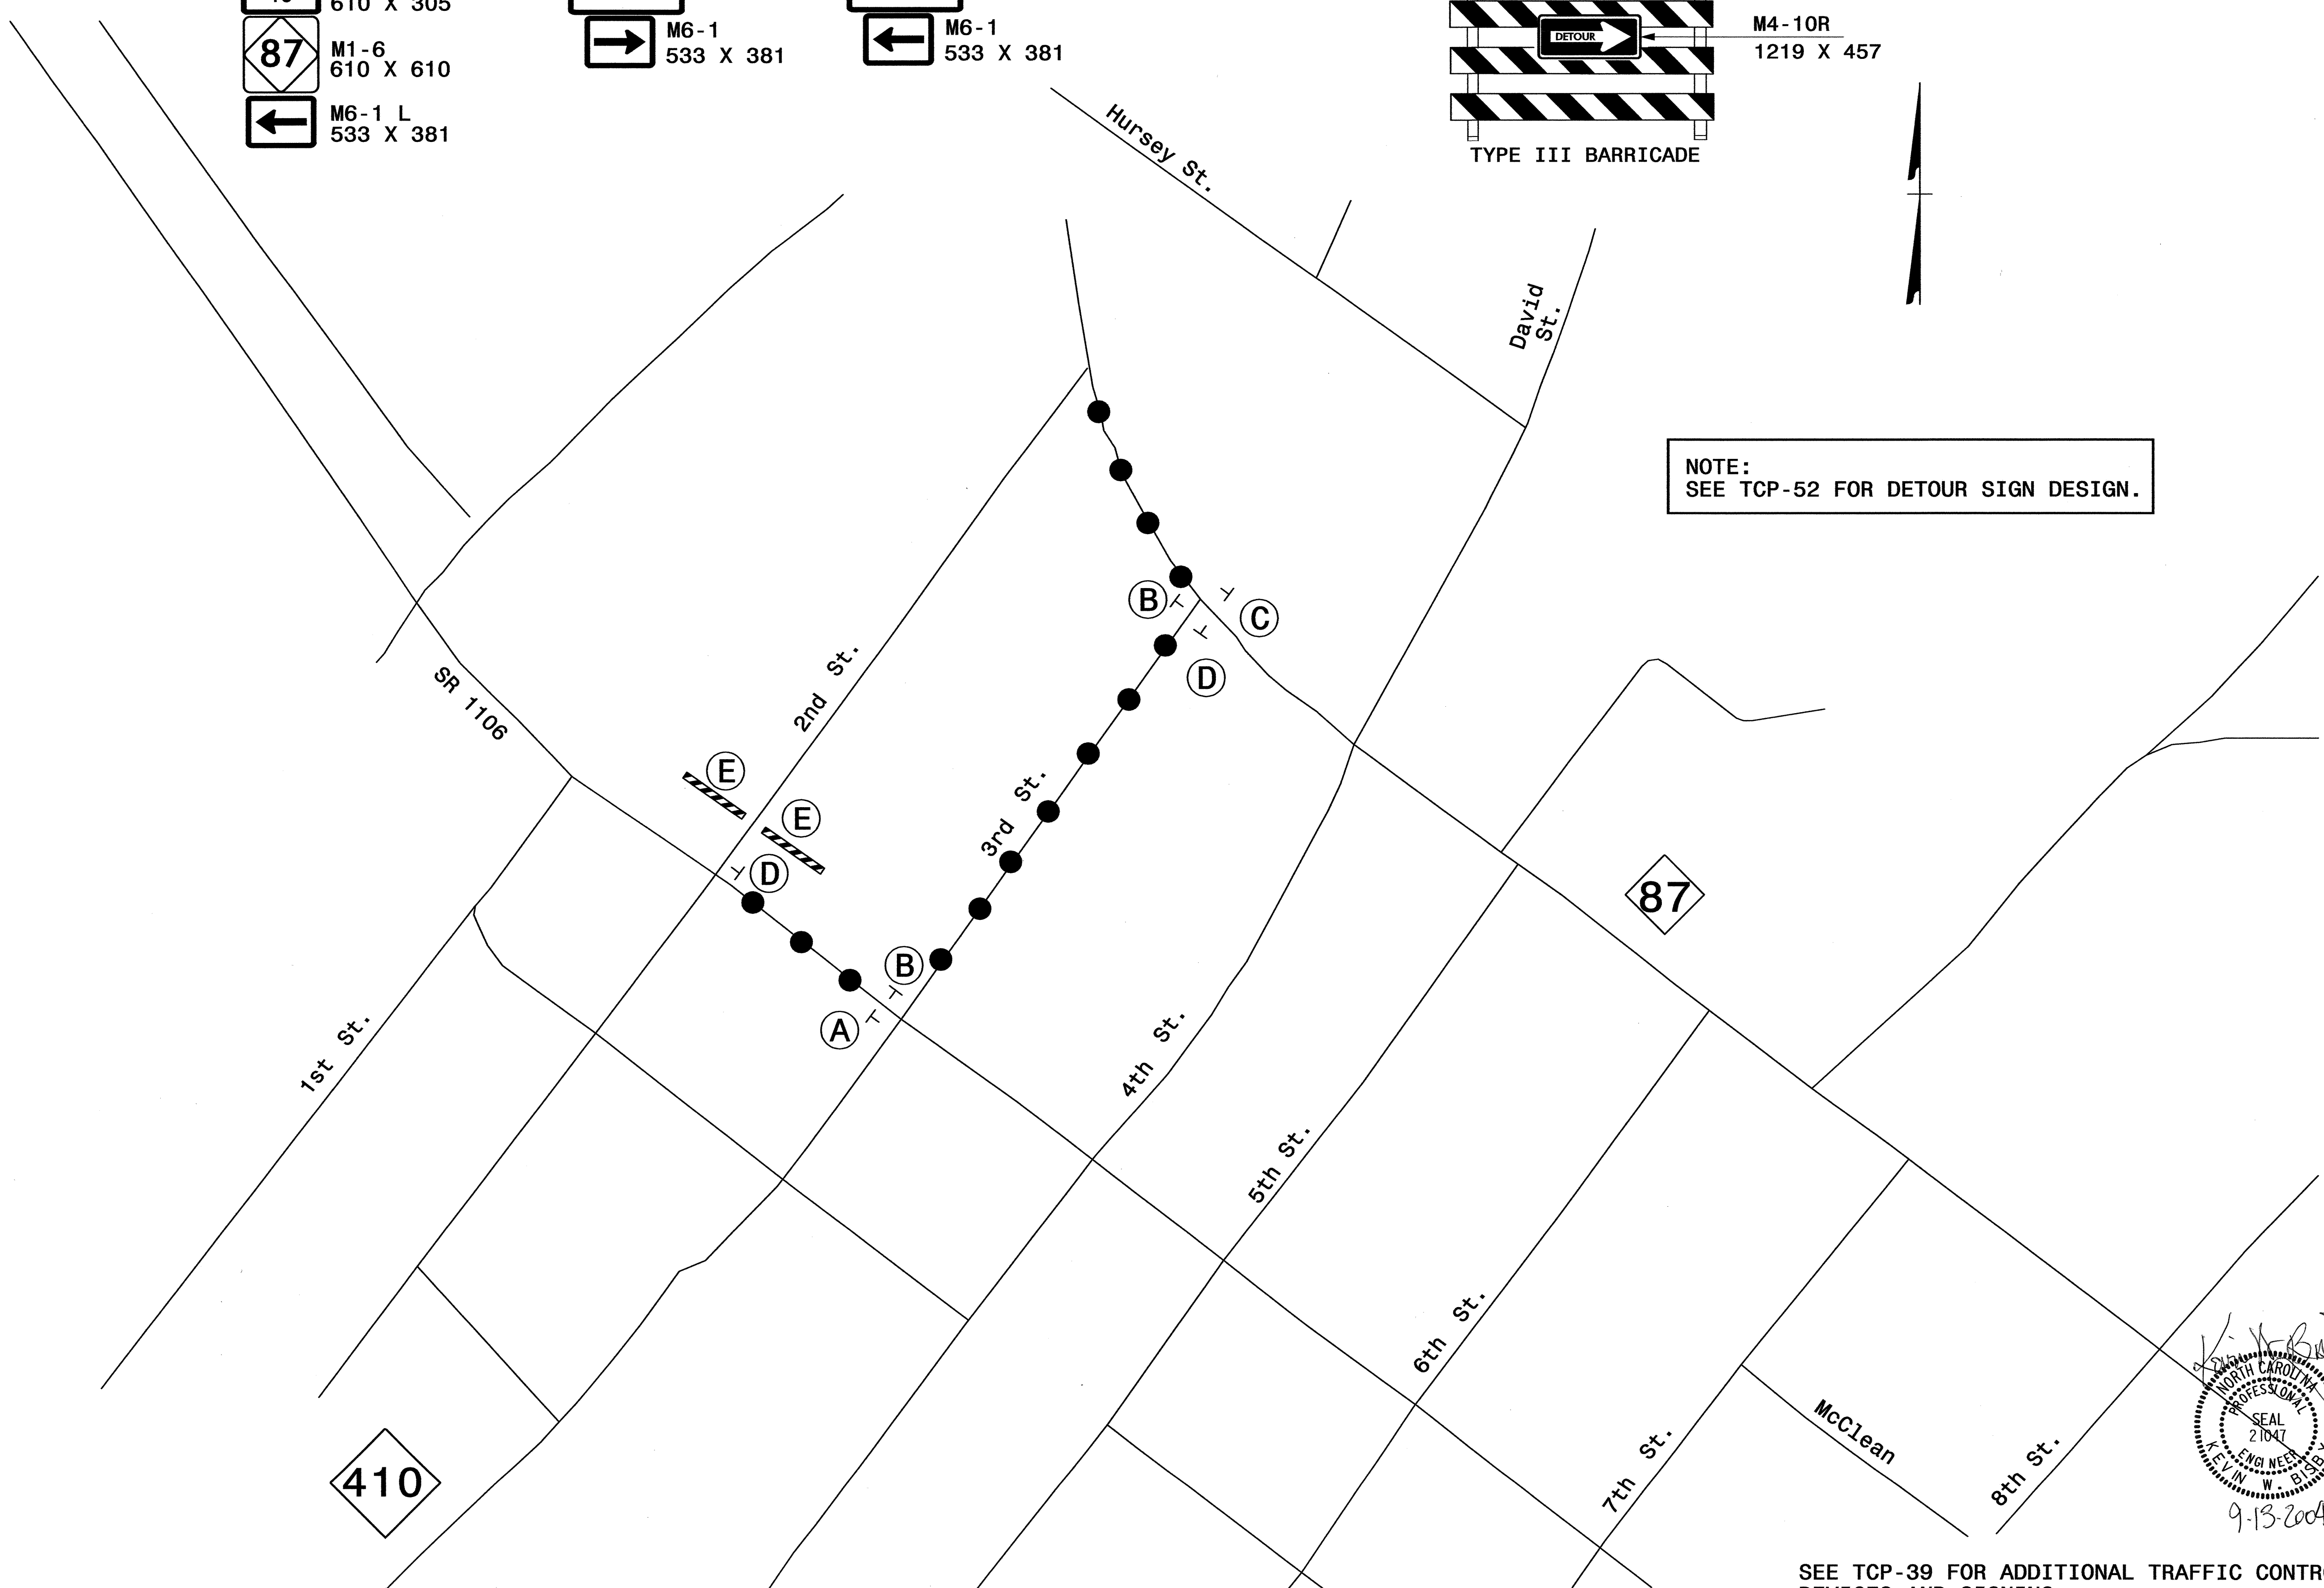 610 X 305
87
M1-6
610 X 610
M6-1 L
533 X 381
M6-1
533 X 381
M6-1
533 X 381
DETOUR
M4-10R
1219 X 457
TYPE III BARRICADE
Hursey St.
David
St.
NOTE:
SEE TCP-52 FOR DETOUR SIGN DESIGN.
B
C
D
SR 1106
2nd St.
E
E
D
3rd St.
87
B
A
1st St.
4th St.
5th St.
6th St.
7th St.
McClean
8th St.
410
NORTH CAROLINA
PROFESSIONAL
SEAL
21047
ENGINEER
KEVIN W. BISBY
9-13-2004
SEE TCP-39 FOR ADDITIONAL TRAFFIC